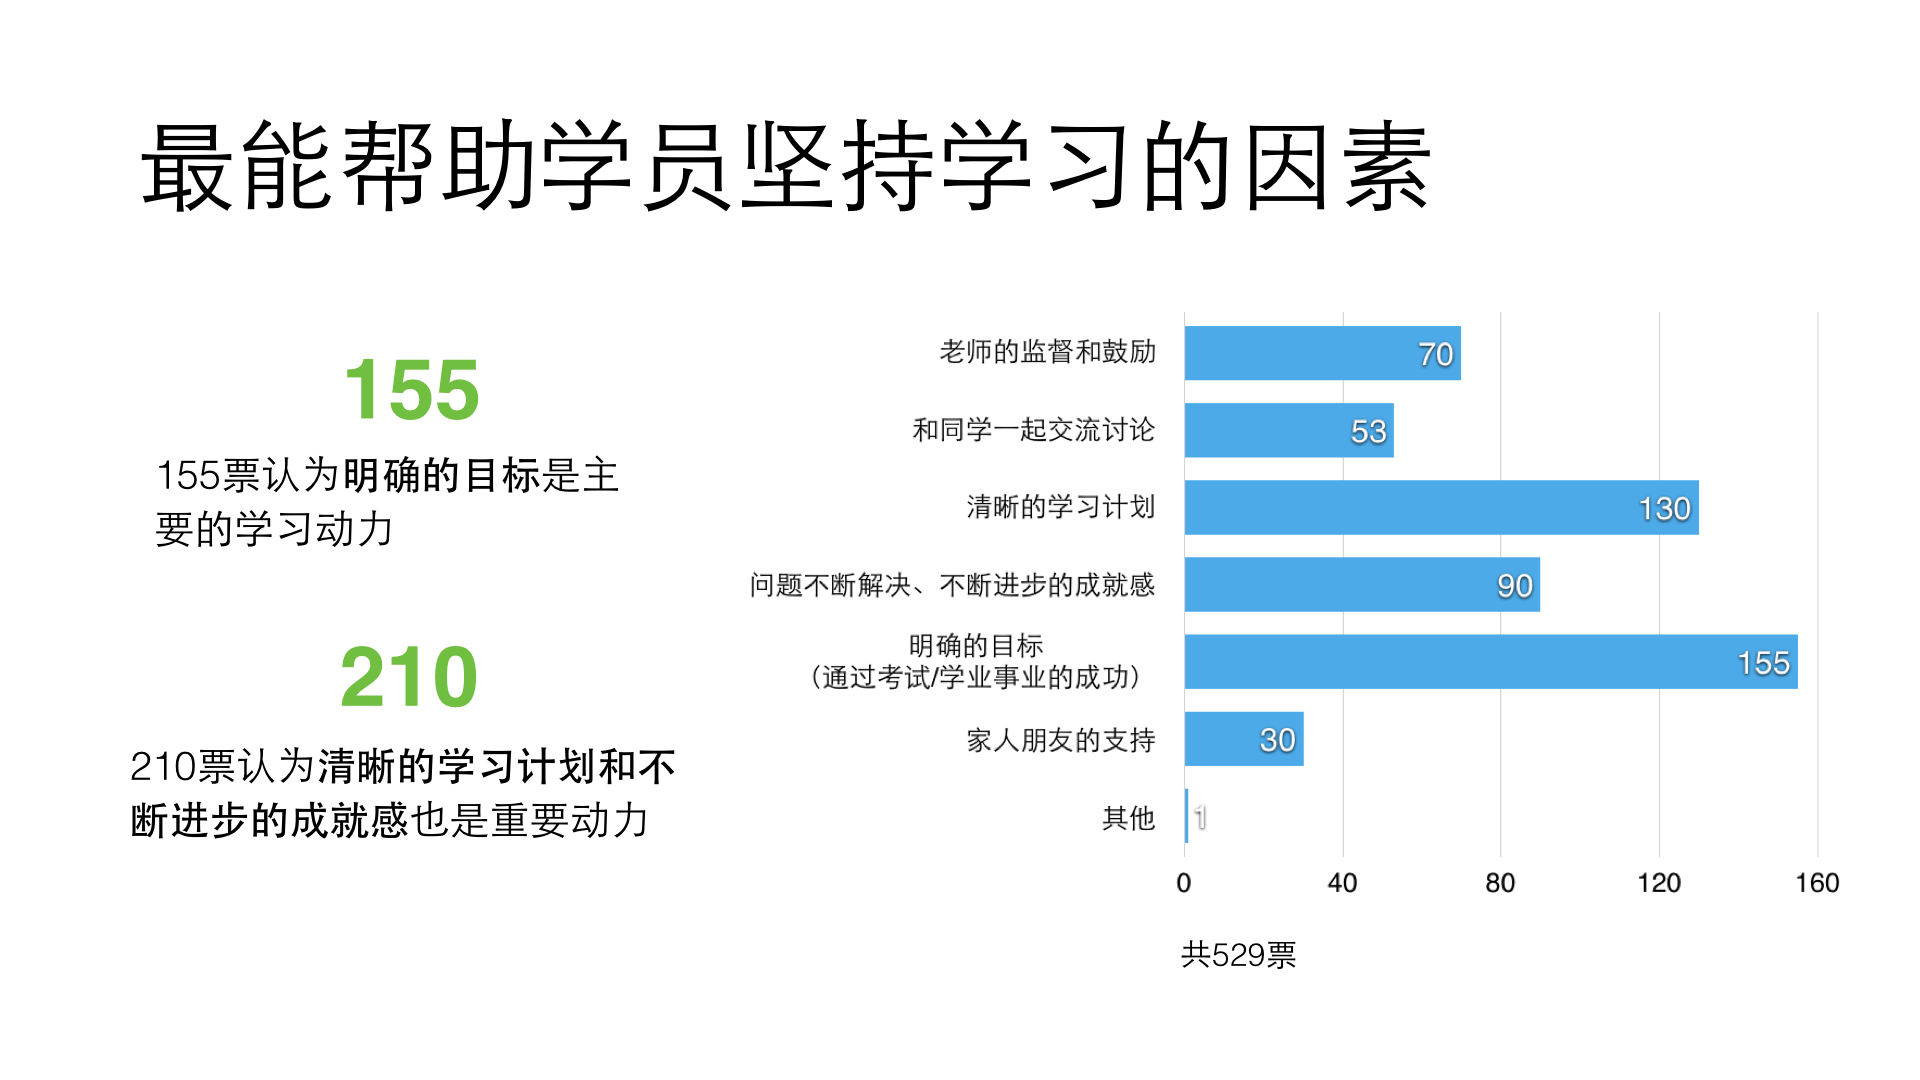 最能帮助学员坚持学习的因素
155
155票认为明确的目标是主
要的学习动力
210
210票认为清晰的学习计划和不
断进步的成就感也是重要动力
老师的监督和鼓励
70
和同学一起交流讨论
53
清晰的学习计划
130
问题不断解决、不断进步的成就感
90
明确的目标
（通过考试/学业事业的成功）
155
家人朋友的支持
30
其他
1
0 40 80 120 160
共529票